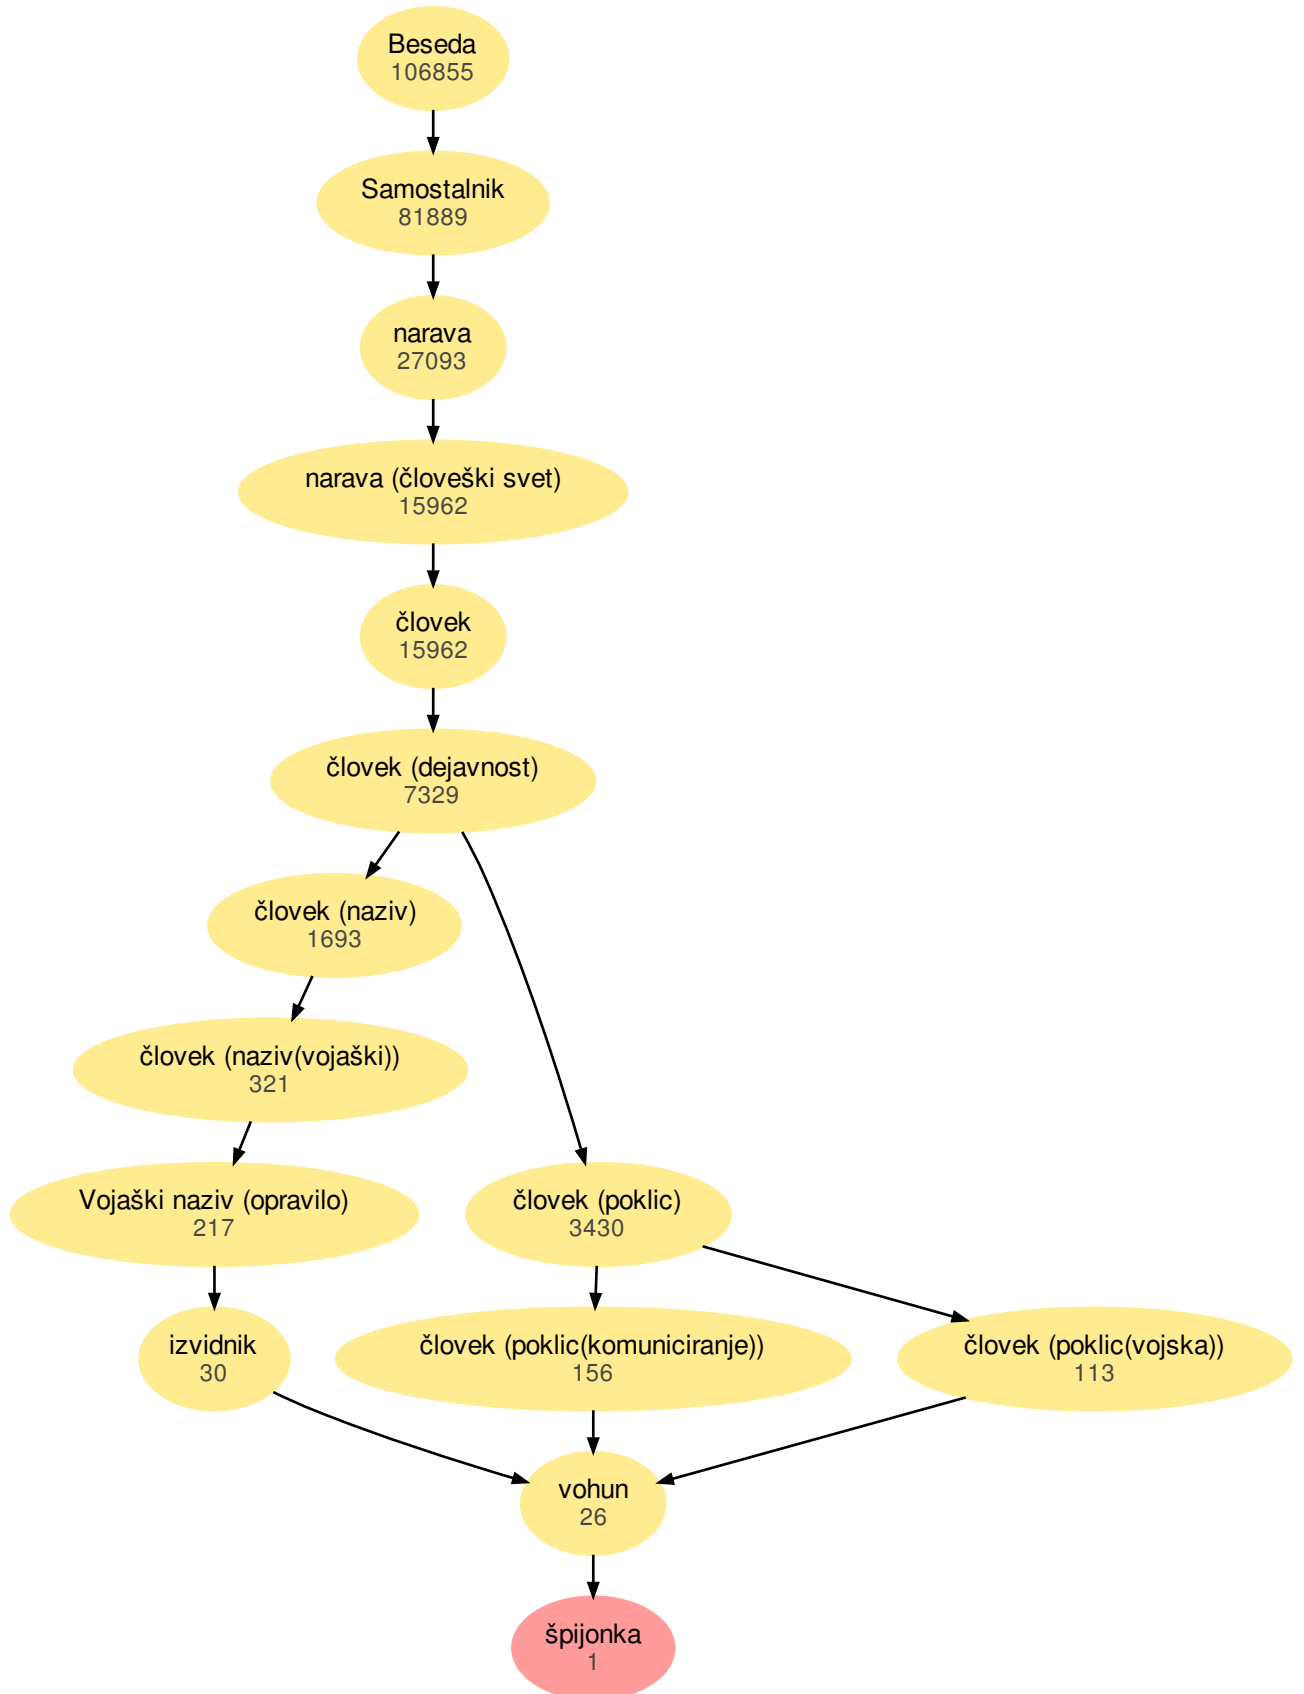 Beseda
106855
Samostalnik
81889
narava
27093
narava (človeški svet)
15962
človek
15962
človek (dejavnost)
7329
človek (naziv)
1693
človek (naziv(vojaški))
321
Vojaški naziv (opravilo)
217
človek (poklic)
3430
izvidnik
30
človek (poklic(komuniciranje))
156
človek (poklic(vojska))
113
vohun
26
špijonka
1